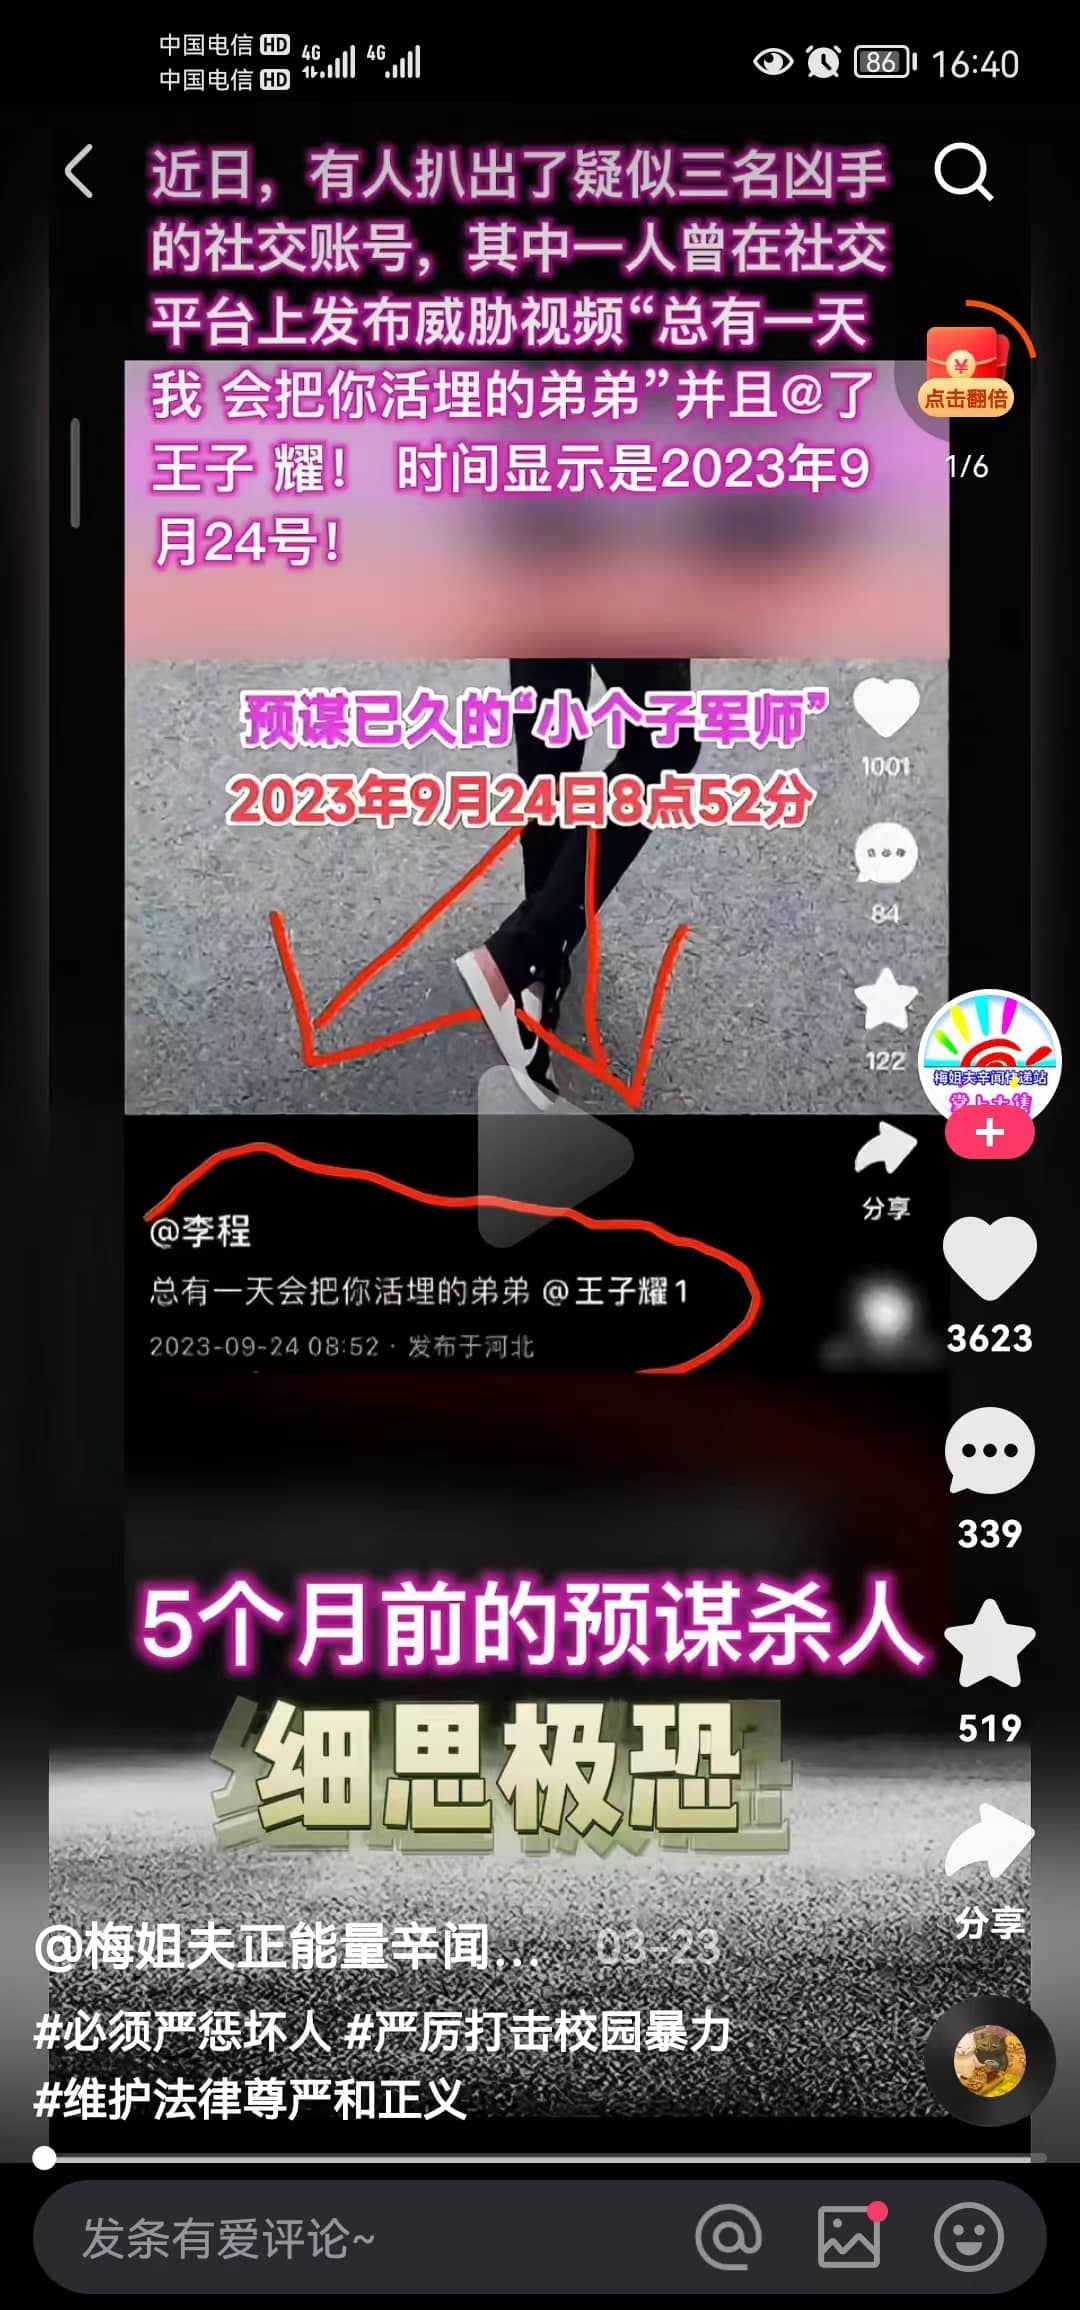 中国电信 HD
中国电信 HD
4G 4G
86 16:40
近日，有人扒出了疑似三名凶手
的社交账号，其中一人曾在社交
平台上发布威胁视频“总有一天
我 会把你活埋的弟弟”并且@了
王子 耀！ 时间显示是2023年9
月24号！
点击翻倍
1/6
预谋已久的“小个子军师”
2023年9月24日8点52分
1001
84
122
分享
梅姐夫辛闻快递站
@李程
总有一天会把你活埋的弟弟 @王子耀1
2023-09-24 08:52 · 发布于河北
3623
339
5个月前的预谋杀人
细思极恐
519
分享
@梅姐夫正能量辛闻... 03-23
#必须严惩坏人 #严厉打击校园暴力
#维护法律尊严和正义
发条有爱评论~